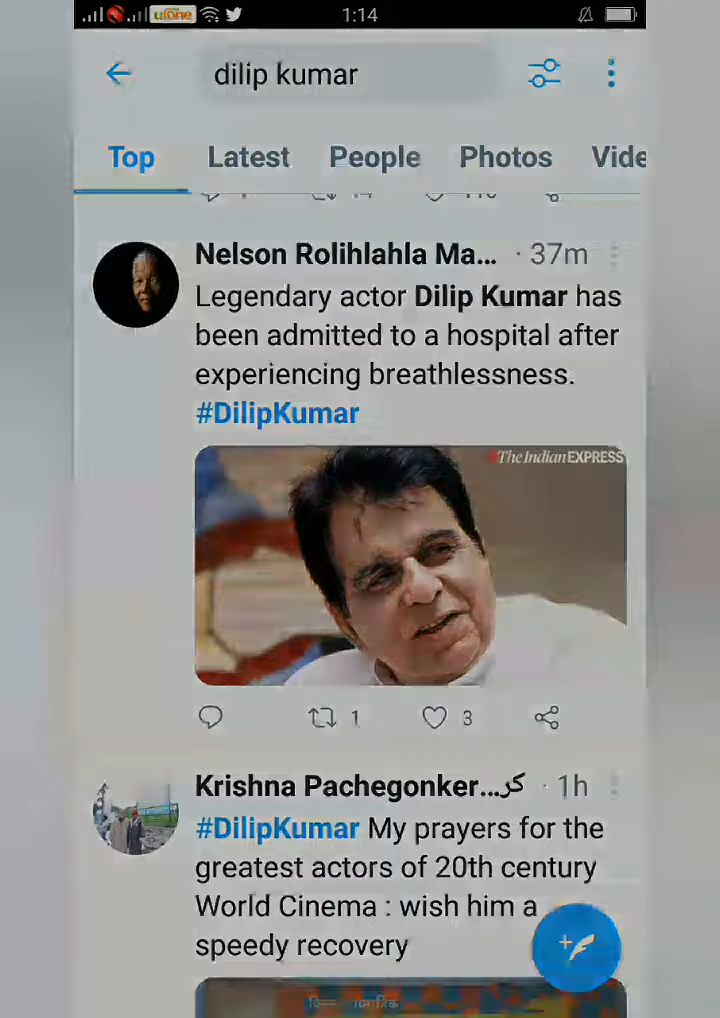 ufone
1:14
dilip kumar
Top Latest People Photos Vide
Nelson Rolihlahla Ma... · 37m
Legendary actor Dilip Kumar has
been admitted to a hospital after
experiencing breathlessness.
#DilipKumar
The Indian EXPRESS
1 3
Krishna Pachegonker...کر · 1h
#DilipKumar My prayers for the
greatest actors of 20th century
World Cinema : wish him a
speedy recovery